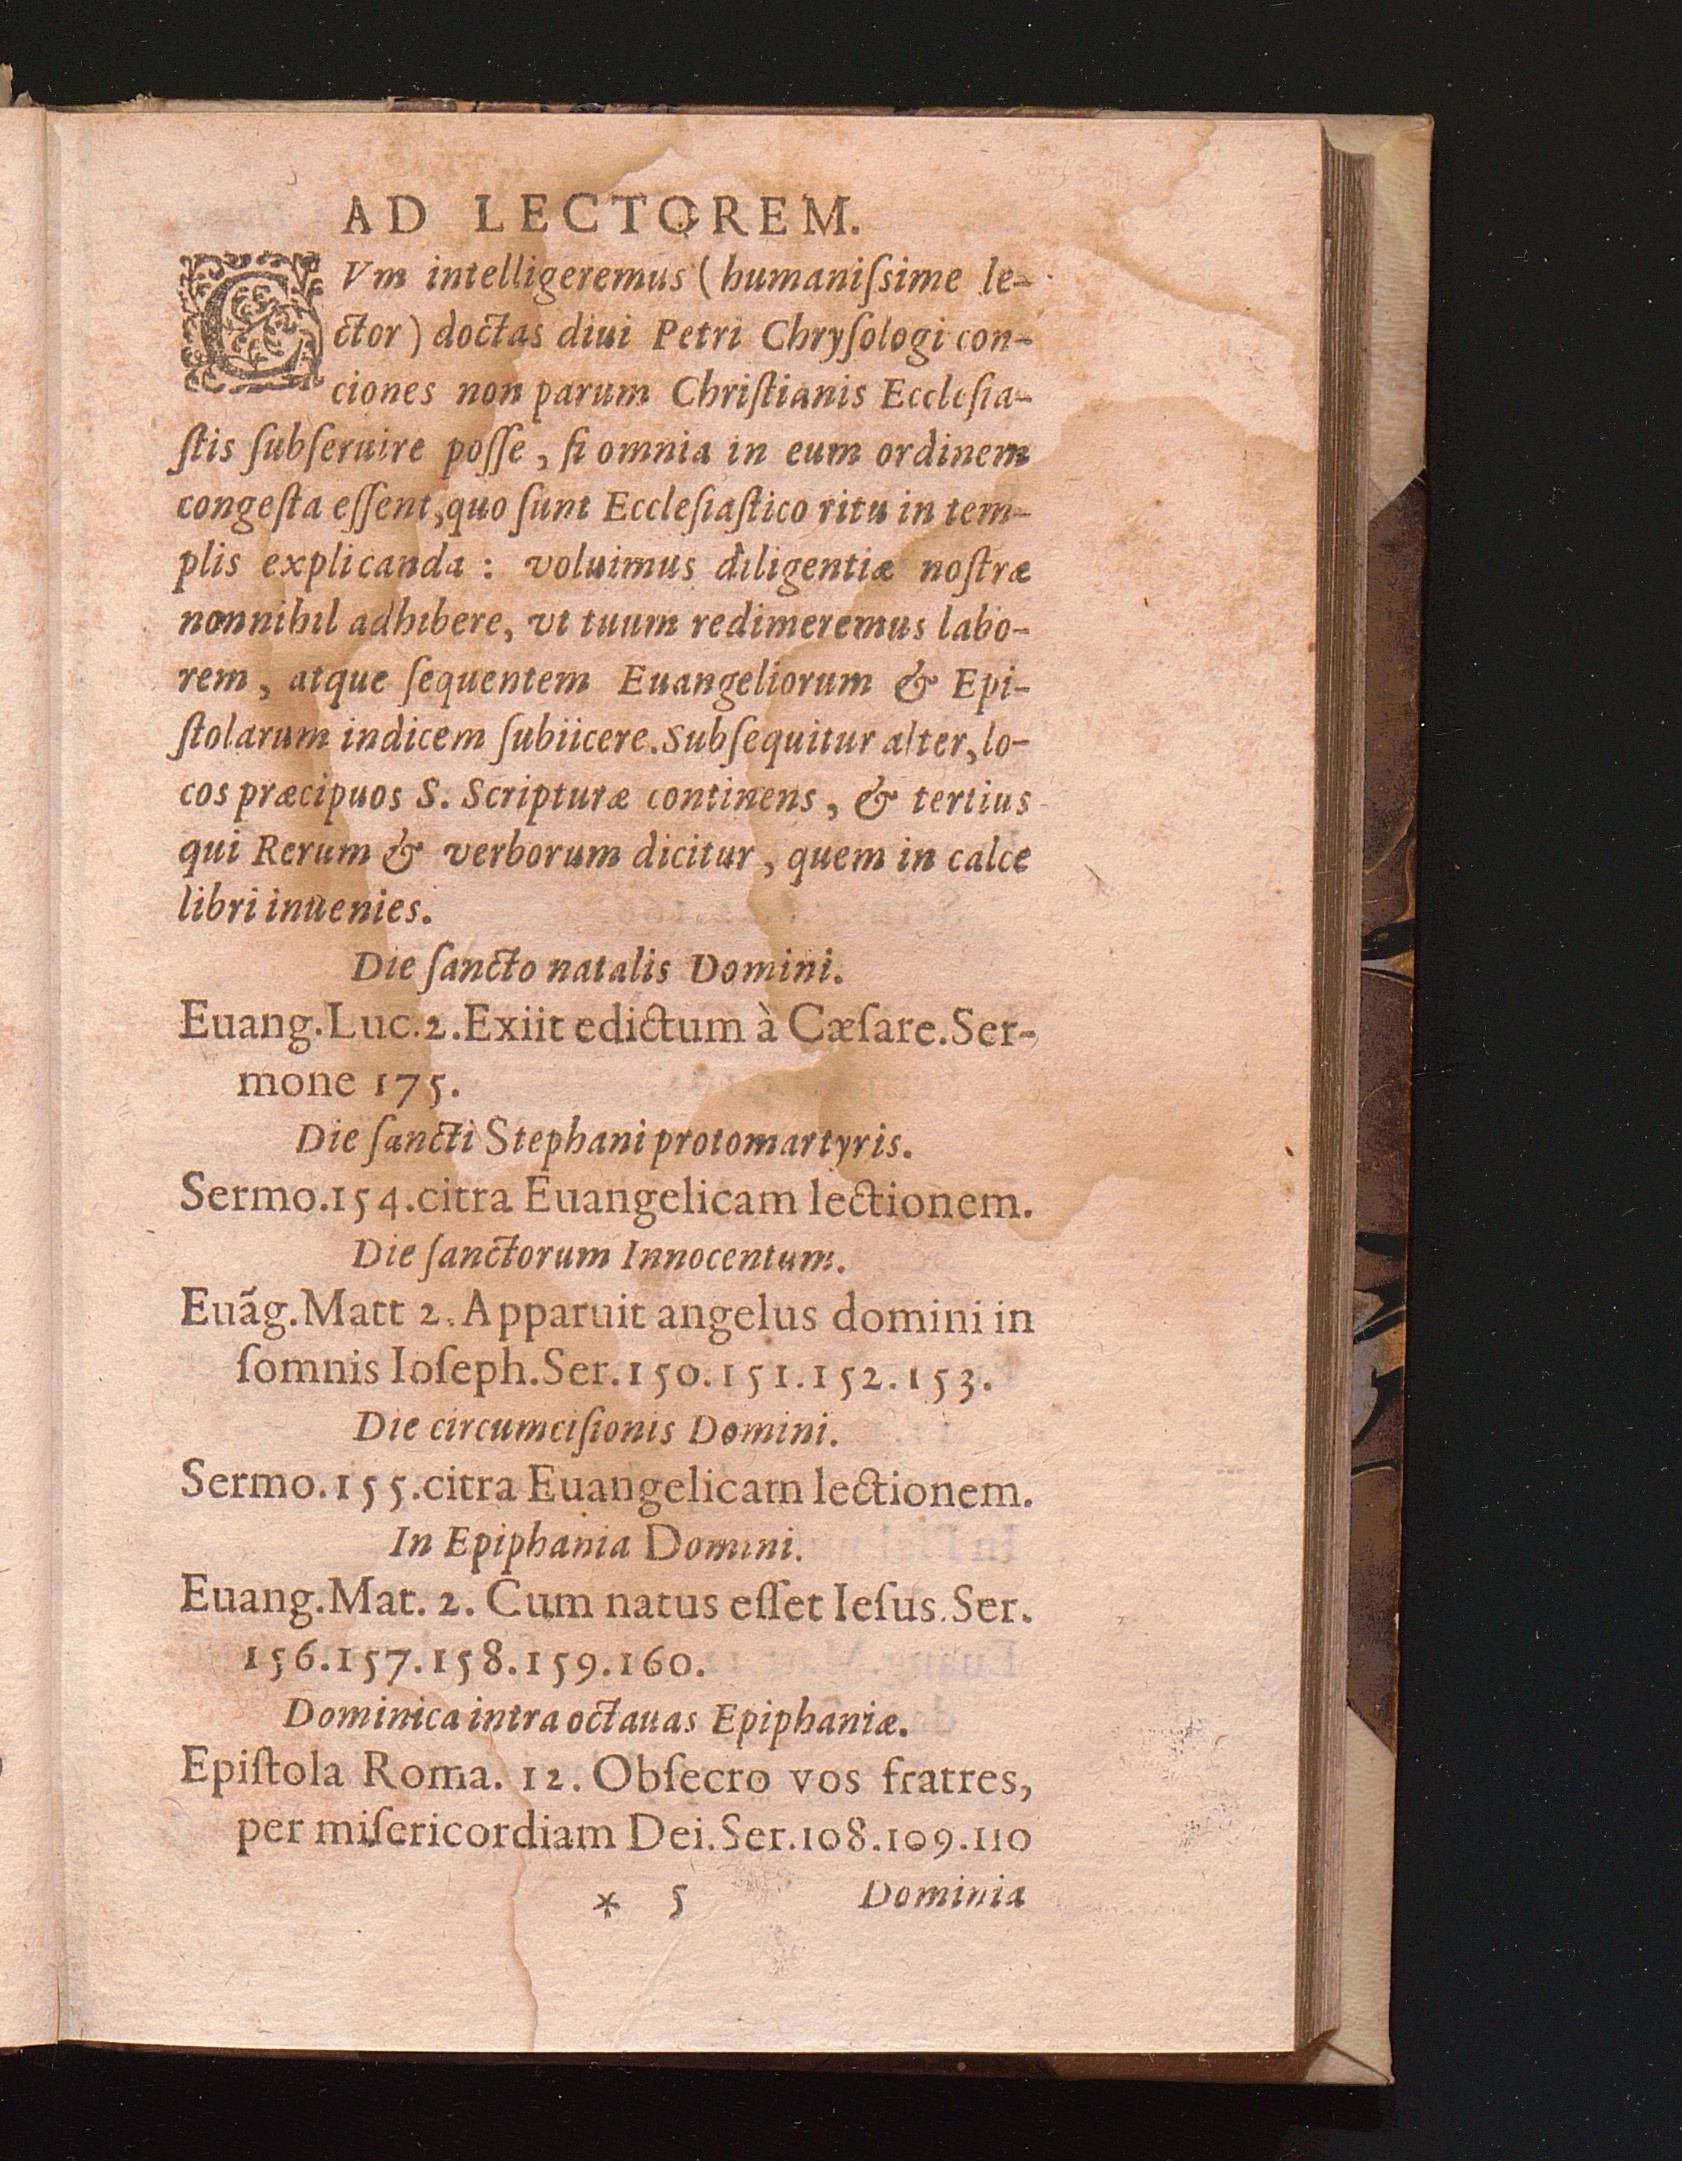 AD LECTOREM.
CVm intelligeremus (humaniſsime le-
ctor) doctas diui Petri Chryſologi con-
ciones non parum Chriſtianis Eccleſia-
ſtis ſubſeruire poſſe, ſi omnia in eum ordinem
congeſta eſſent, quo ſunt Eccleſiaſtico ritu in tem-
plis explicanda: voluimus diligentiæ noſtræ
nonnihil adhibere, vt tuum redimeremus labo-
rem, atque ſequentem Euangeliorum & Epi-
ſtolarum indicem ſubiicere. Subſequitur alter, lo-
cos præcipuos S. Scripturæ continens, & tertius
qui Rerum & verborum dicitur, quem in calce
libri inuenies.
Die ſancto natalis Domini.
Euang. Luc. 2. Exiit edictum à Cæſare. Ser-
mone 175.
Die ſancti Stephani protomartyris.
Sermo. 154. citra Euangelicam lectionem.
Die ſanctorum Innocentum.
Euãg. Matt 2. Apparuit angelus domini in
ſomnis Ioſeph. Ser. 150. 151. 152. 153.
Die circumciſionis Domini.
Sermo. 155. citra Euangelicam lectionem.
In Epiphania Domini.
Euang. Mat. 2. Cum natus eſſet Ieſus. Ser.
156. 157. 158. 159. 160.
Dominica intra octauas Epiphaniæ.
Epiſtola Roma. 12. Obſecro vos fratres,
per miſericordiam Dei. Ser. 108. 109. 110
* 5 Dominia